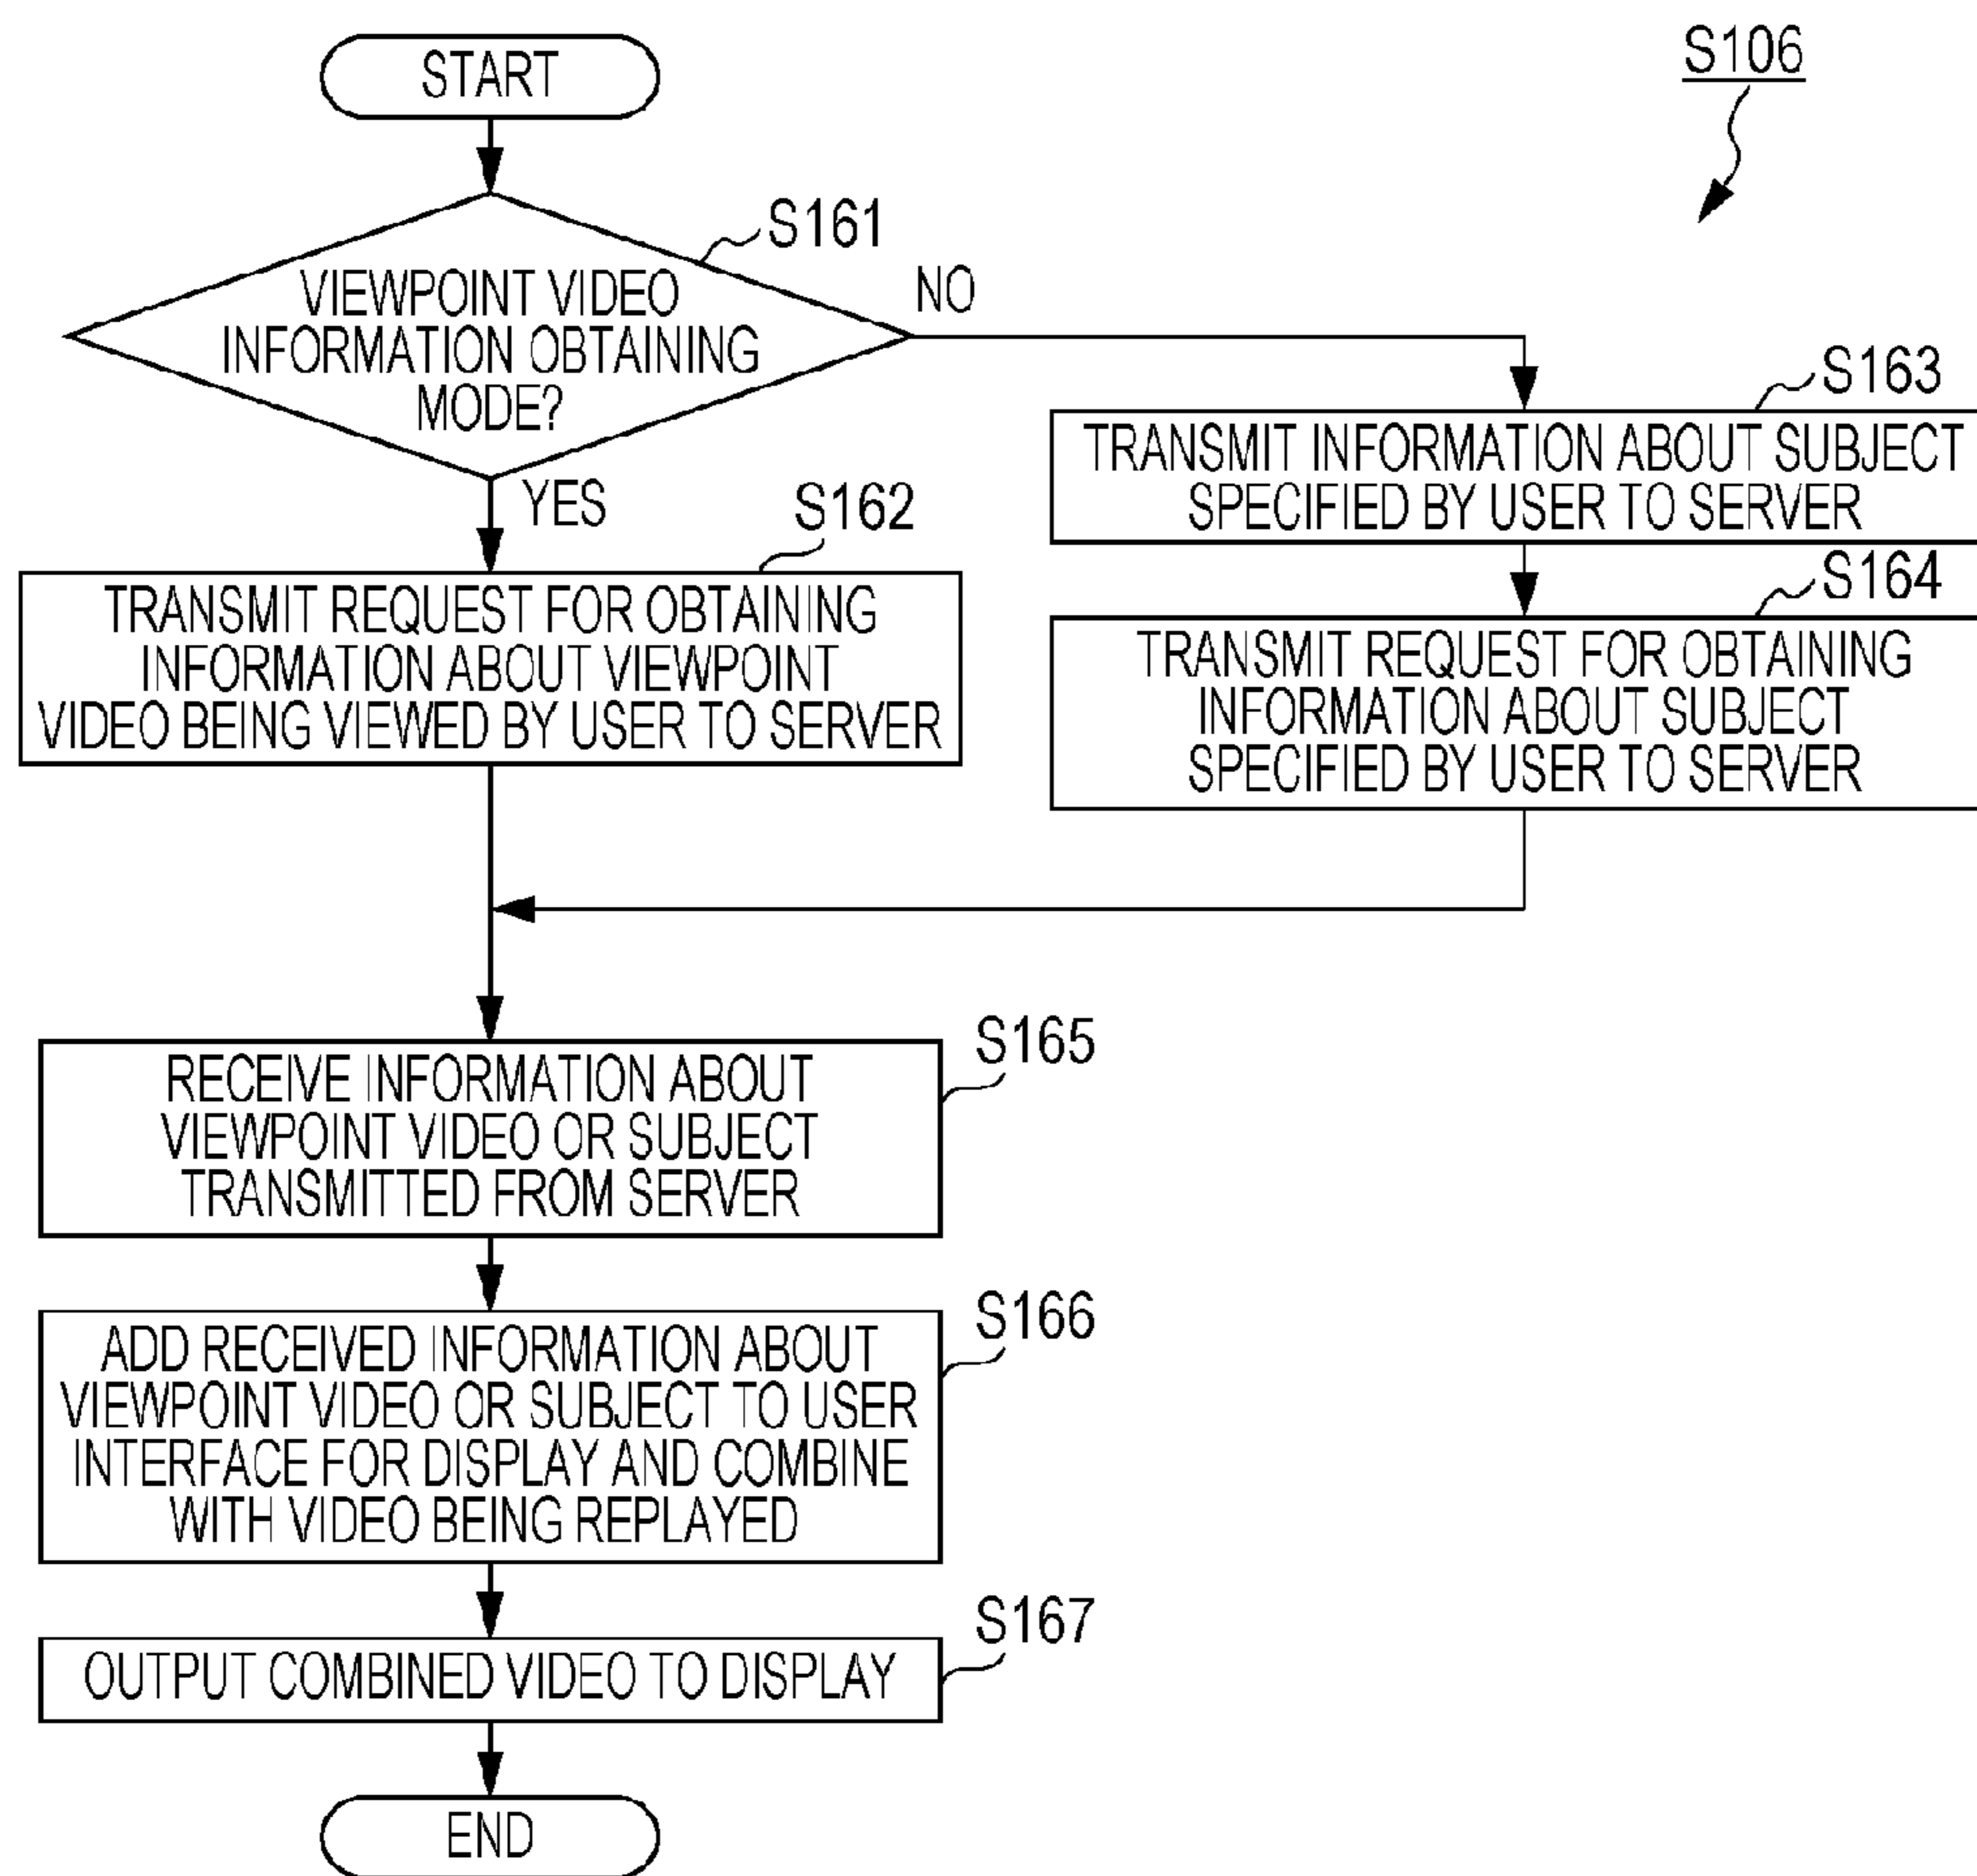 START
S106
S161
VIEWPOINT VIDEO
INFORMATION OBTAINING
MODE?
NO
YES
S162
TRANSMIT REQUEST FOR OBTAINING
INFORMATION ABOUT VIEWPOINT
VIDEO BEING VIEWED BY USER TO SERVER
S163
TRANSMIT INFORMATION ABOUT SUBJECT
SPECIFIED BY USER TO SERVER
S164
TRANSMIT REQUEST FOR OBTAINING
INFORMATION ABOUT SUBJECT
SPECIFIED BY USER TO SERVER
S165
RECEIVE INFORMATION ABOUT
VIEWPOINT VIDEO OR SUBJECT
TRANSMITTED FROM SERVER
S166
ADD RECEIVED INFORMATION ABOUT
VIEWPOINT VIDEO OR SUBJECT TO USER
INTERFACE FOR DISPLAY AND COMBINE
WITH VIDEO BEING REPLAYED
S167
OUTPUT COMBINED VIDEO TO DISPLAY
END